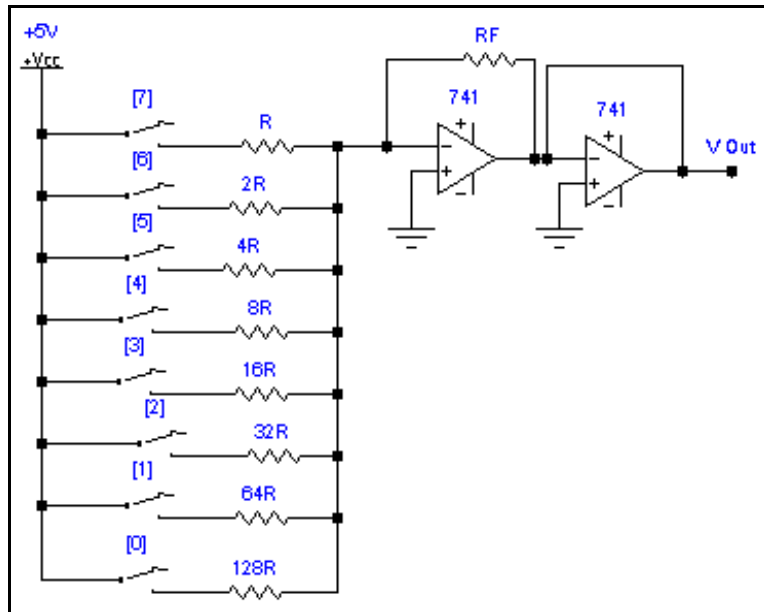 +5V
+Vcc
RF
741
741
V Out
[7]
R
[6]
2R
[5]
4R
[4]
8R
[3]
16R
[2]
32R
[1]
64R
[0]
128R